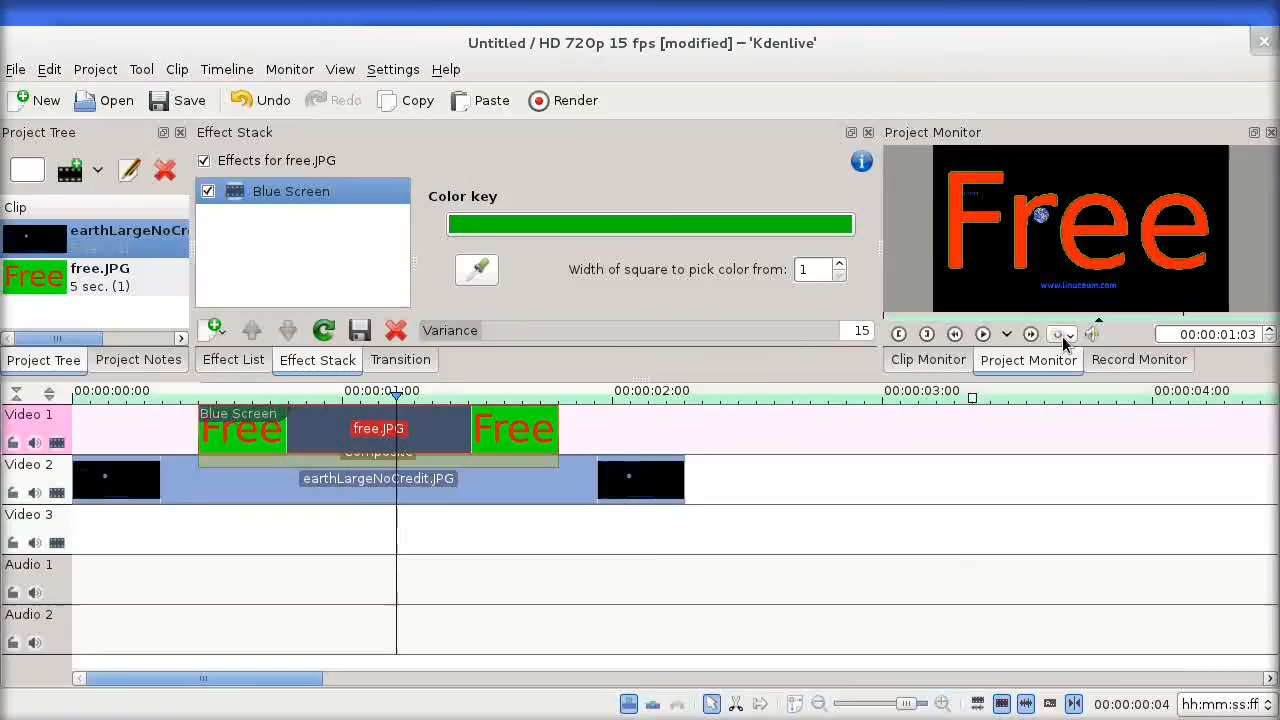 Untitled / HD 720p 15 fps [modified] – 'Kdenlive'
File Edit Project Tool Clip Timeline Monitor View Settings Help
New Open Save Undo Redo Copy Paste Render
Project Tree Effect Stack Project Monitor
Effects for free.JPG
Blue Screen
Color key
Width of square to pick color from: 1
Clip
earthLargeNoCr
free.JPG
5 sec. (1)
Free
Free
www.linuceum.com
Variance 15
00:00:01:03
Project Tree Project Notes Effect List Effect Stack Transition Clip Monitor Project Monitor Record Monitor
00:00:00:00 00:00:01:00 00:00:02:00 00:00:03:00 00:00:04:00
Video 1
Blue Screen
Free free.JPG Free
Composite
Video 2
earthLargeNoCredit.JPG
Video 3
Audio 1
Audio 2
00:00:00:04 hh:mm:ss:ff